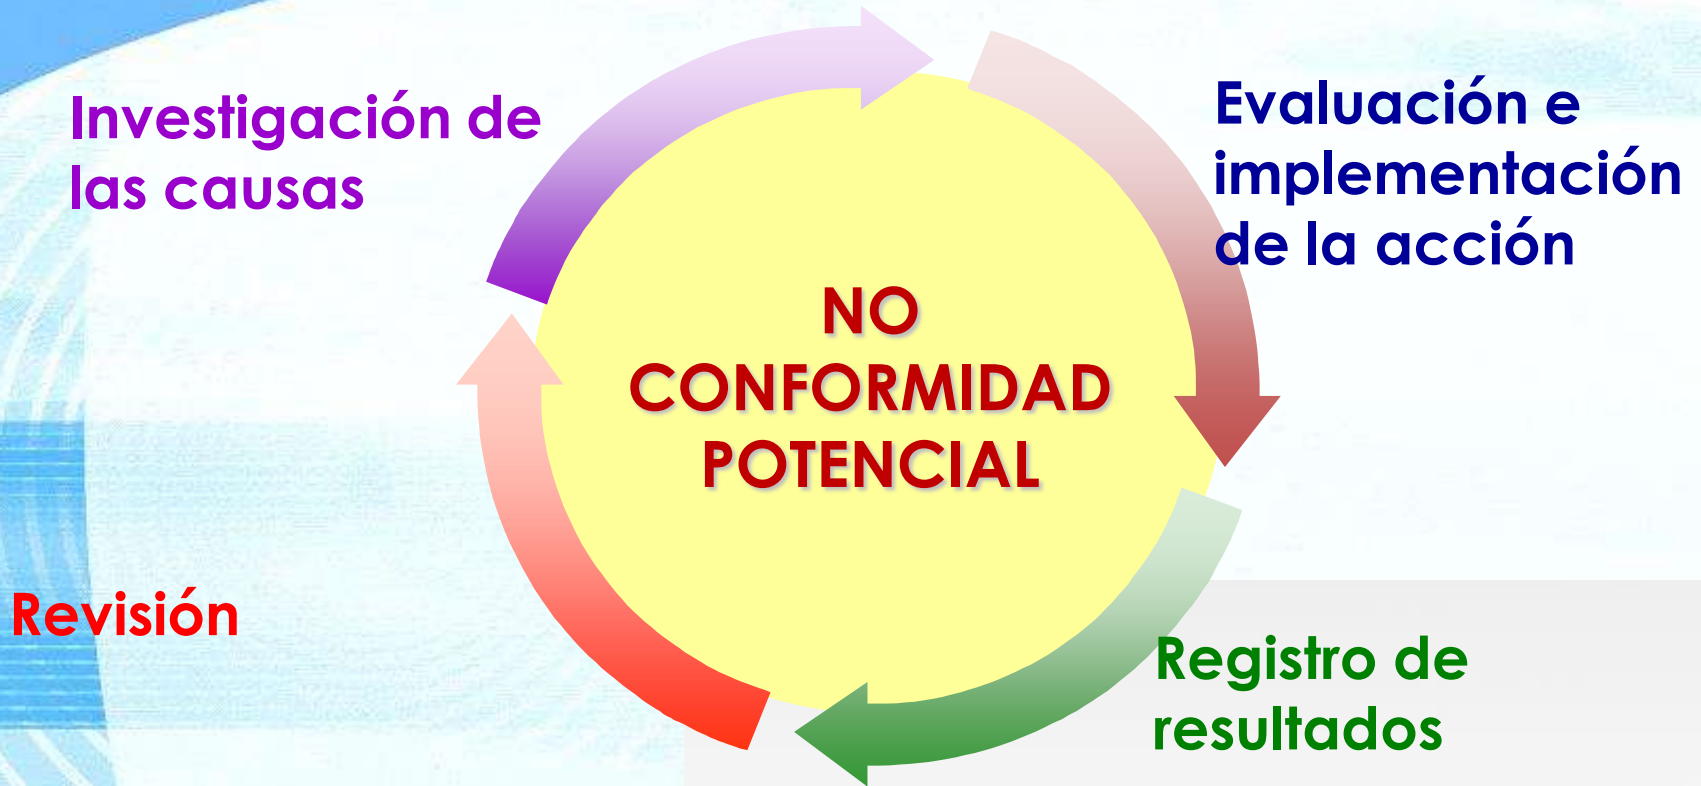 Investigación de
las causas
Evaluación e
implementación
de la acción
NO
CONFORMIDAD
POTENCIAL
Revisión
Registro de
resultados